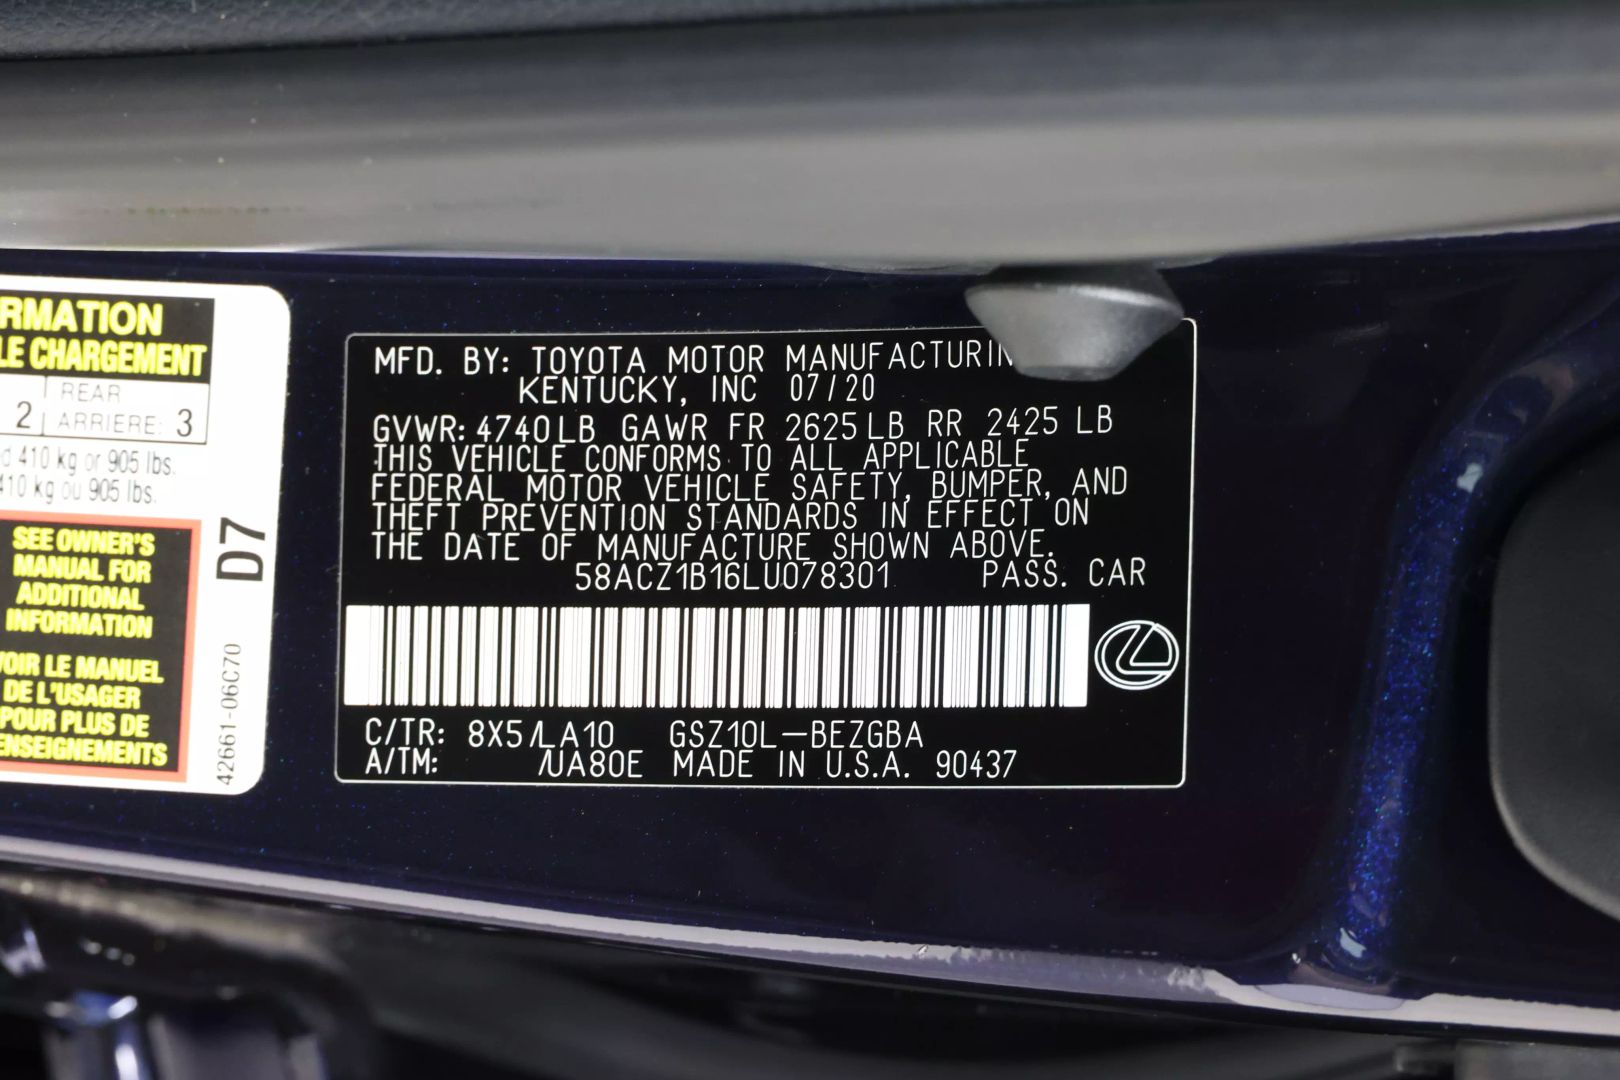 RMATION
LE CHARGEMENT
REAR
2 ARRIÈRE: 3
410 kg or 905 lbs.
410 kg ou 905 lbs.
SEE OWNER'S
MANUAL FOR
ADDITIONAL
INFORMATION
VOIR LE MANUEL
DE L'USAGER
POUR PLUS DE
ENSEIGNEMENTS
D7
42661-06C70
MFD. BY: TOYOTA MOTOR MANUFACTURIN
KENTUCKY, INC 07/20
GVWR: 4740LB GAWR FR 2625LB RR 2425 LB
THIS VEHICLE CONFORMS TO ALL APPLICABLE
FEDERAL MOTOR VEHICLE SAFETY, BUMPER, AND
THEFT PREVENTION STANDARDS IN EFFECT ON
THE DATE OF MANUFACTURE SHOWN ABOVE.
58ACZ1B16LU078301 PASS. CAR
C/TR: 8X5/LA10 GSZ10L-BEZGBA
A/TM: /UA80E MADE IN U.S.A. 90437